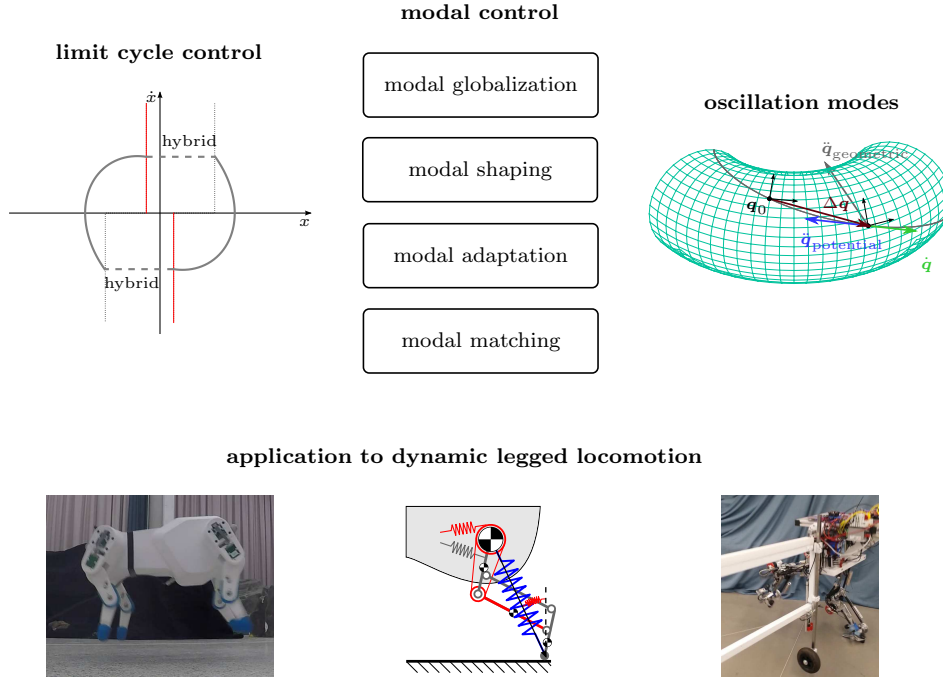 modal control
limit cycle control
modal globalization
modal shaping
modal adaptation
modal matching
oscillation modes
ẋ
hybrid
x
hybrid
q̈geometric
q₀
Δq
q̈potential
q̇
application to dynamic legged locomotion